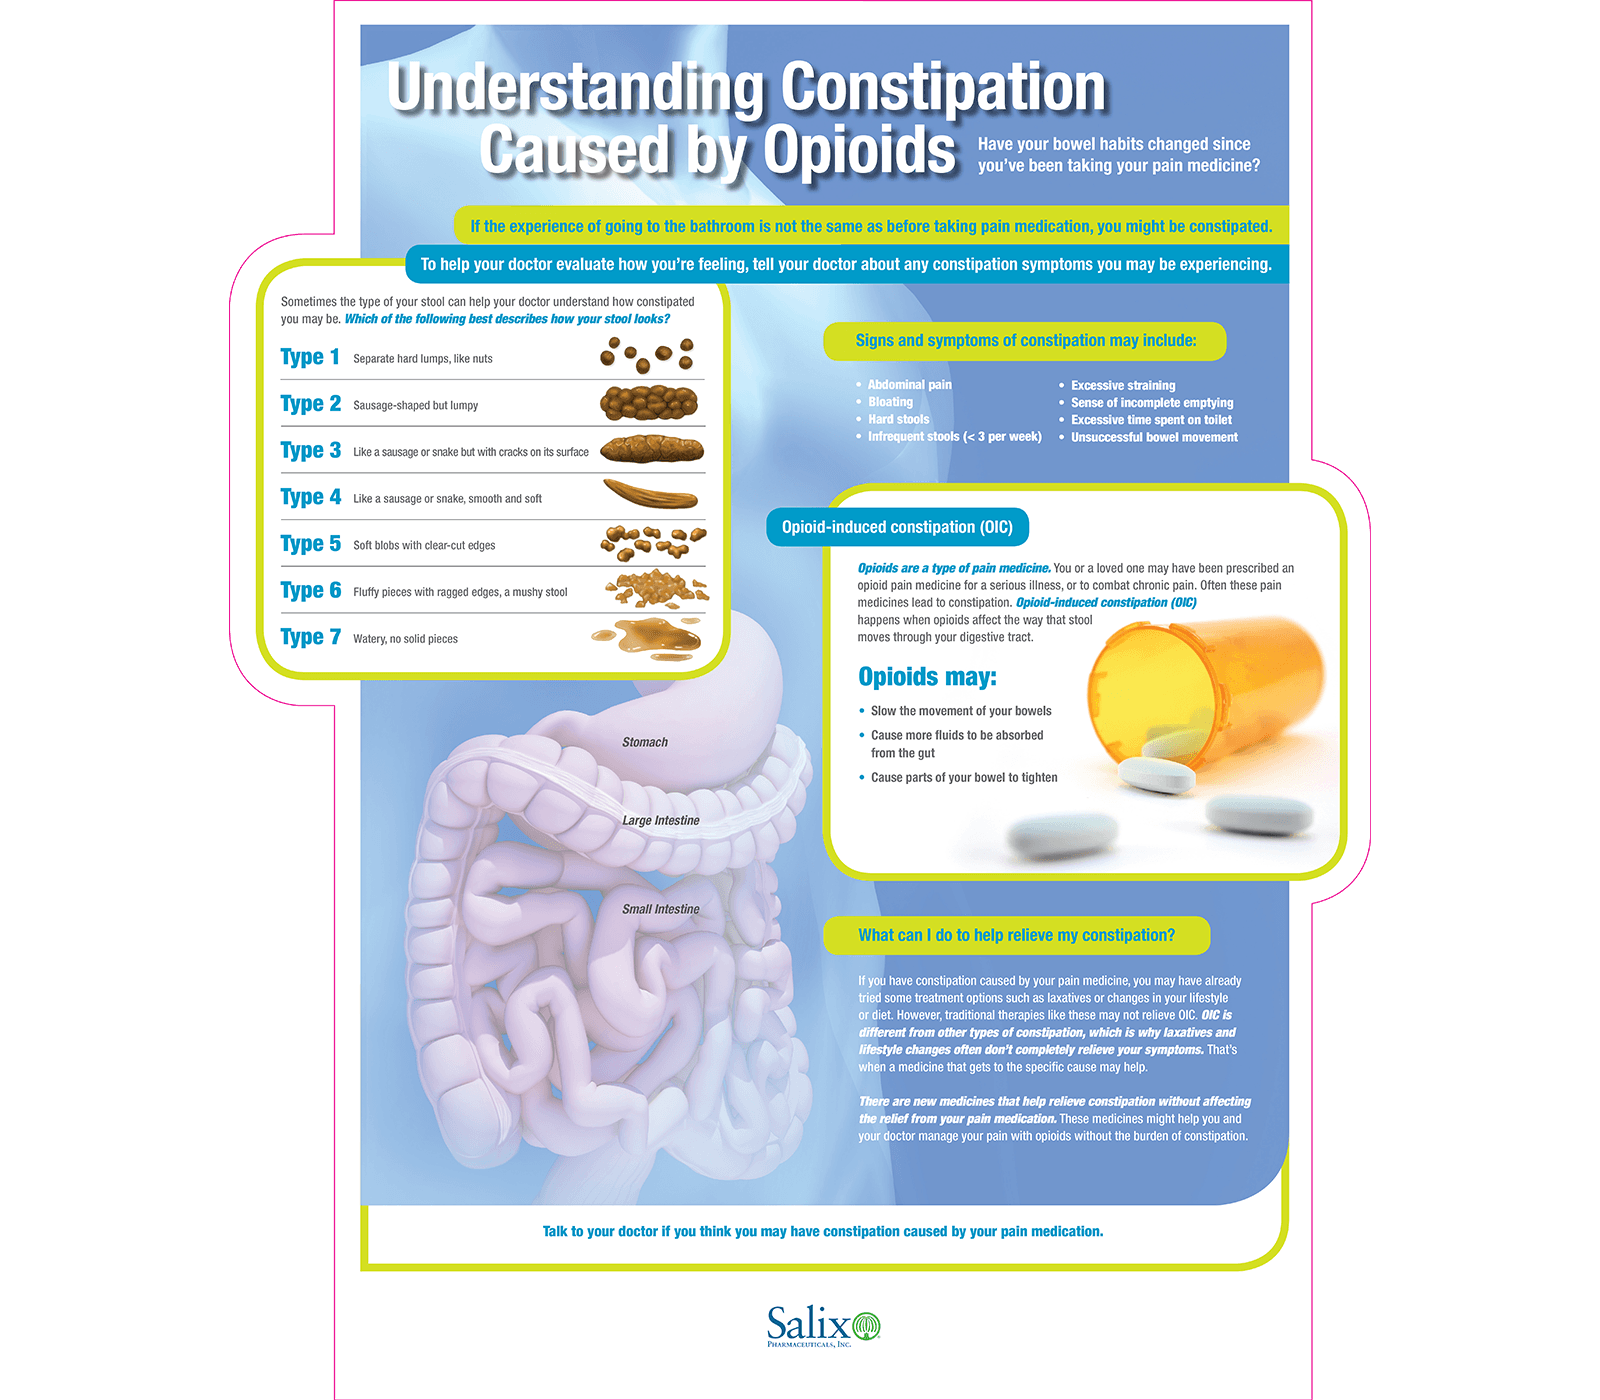 Understanding Constipation
Caused by Opioids
Have your bowel habits changed since
you've been taking your pain medicine?
If the experience of going to the bathroom is not the same as before taking pain medication, you might be constipated.
To help your doctor evaluate how you're feeling, tell your doctor about any constipation symptoms you may be experiencing.
Sometimes the type of your stool can help your doctor understand how constipated
you may be. Which of the following best describes how your stool looks?
Type 1 Separate hard lumps, like nuts
Type 2 Sausage-shaped but lumpy
Type 3 Like a sausage or snake but with cracks on its surface
Type 4 Like a sausage or snake, smooth and soft
Type 5 Soft blobs with clear-cut edges
Type 6 Fluffy pieces with ragged edges, a mushy stool
Type 7 Watery, no solid pieces
Stomach
Large Intestine
Small Intestine
Signs and symptoms of constipation may include:
• Abdominal pain
• Bloating
• Hard stools
• Infrequent stools (< 3 per week)
• Excessive straining
• Sense of incomplete emptying
• Excessive time spent on toilet
• Unsuccessful bowel movement
Opioid-induced constipation (OIC)
Opioids are a type of pain medicine. You or a loved one may have been prescribed an
opioid pain medicine for a serious illness, or to combat chronic pain. Often these pain
medicines lead to constipation. Opioid-induced constipation (OIC)
happens when opioids affect the way that stool
moves through your digestive tract.
Opioids may:
• Slow the movement of your bowels
• Cause more fluids to be absorbed
from the gut
• Cause parts of your bowel to tighten
What can I do to help relieve my constipation?
If you have constipation caused by your pain medicine, you may have already
tried some treatment options such as laxatives or changes in your lifestyle
or diet. However, traditional therapies like these may not relieve OIC. OIC is
different from other types of constipation, which is why laxatives and
lifestyle changes often don't completely relieve your symptoms. That's
when a medicine that gets to the specific cause may help.
There are new medicines that help relieve constipation without affecting
the relief from your pain medication. These medicines might help you and
your doctor manage your pain with opioids without the burden of constipation.
Talk to your doctor if you think you may have constipation caused by your pain medication.
Salix
PHARMACEUTICALS, INC.